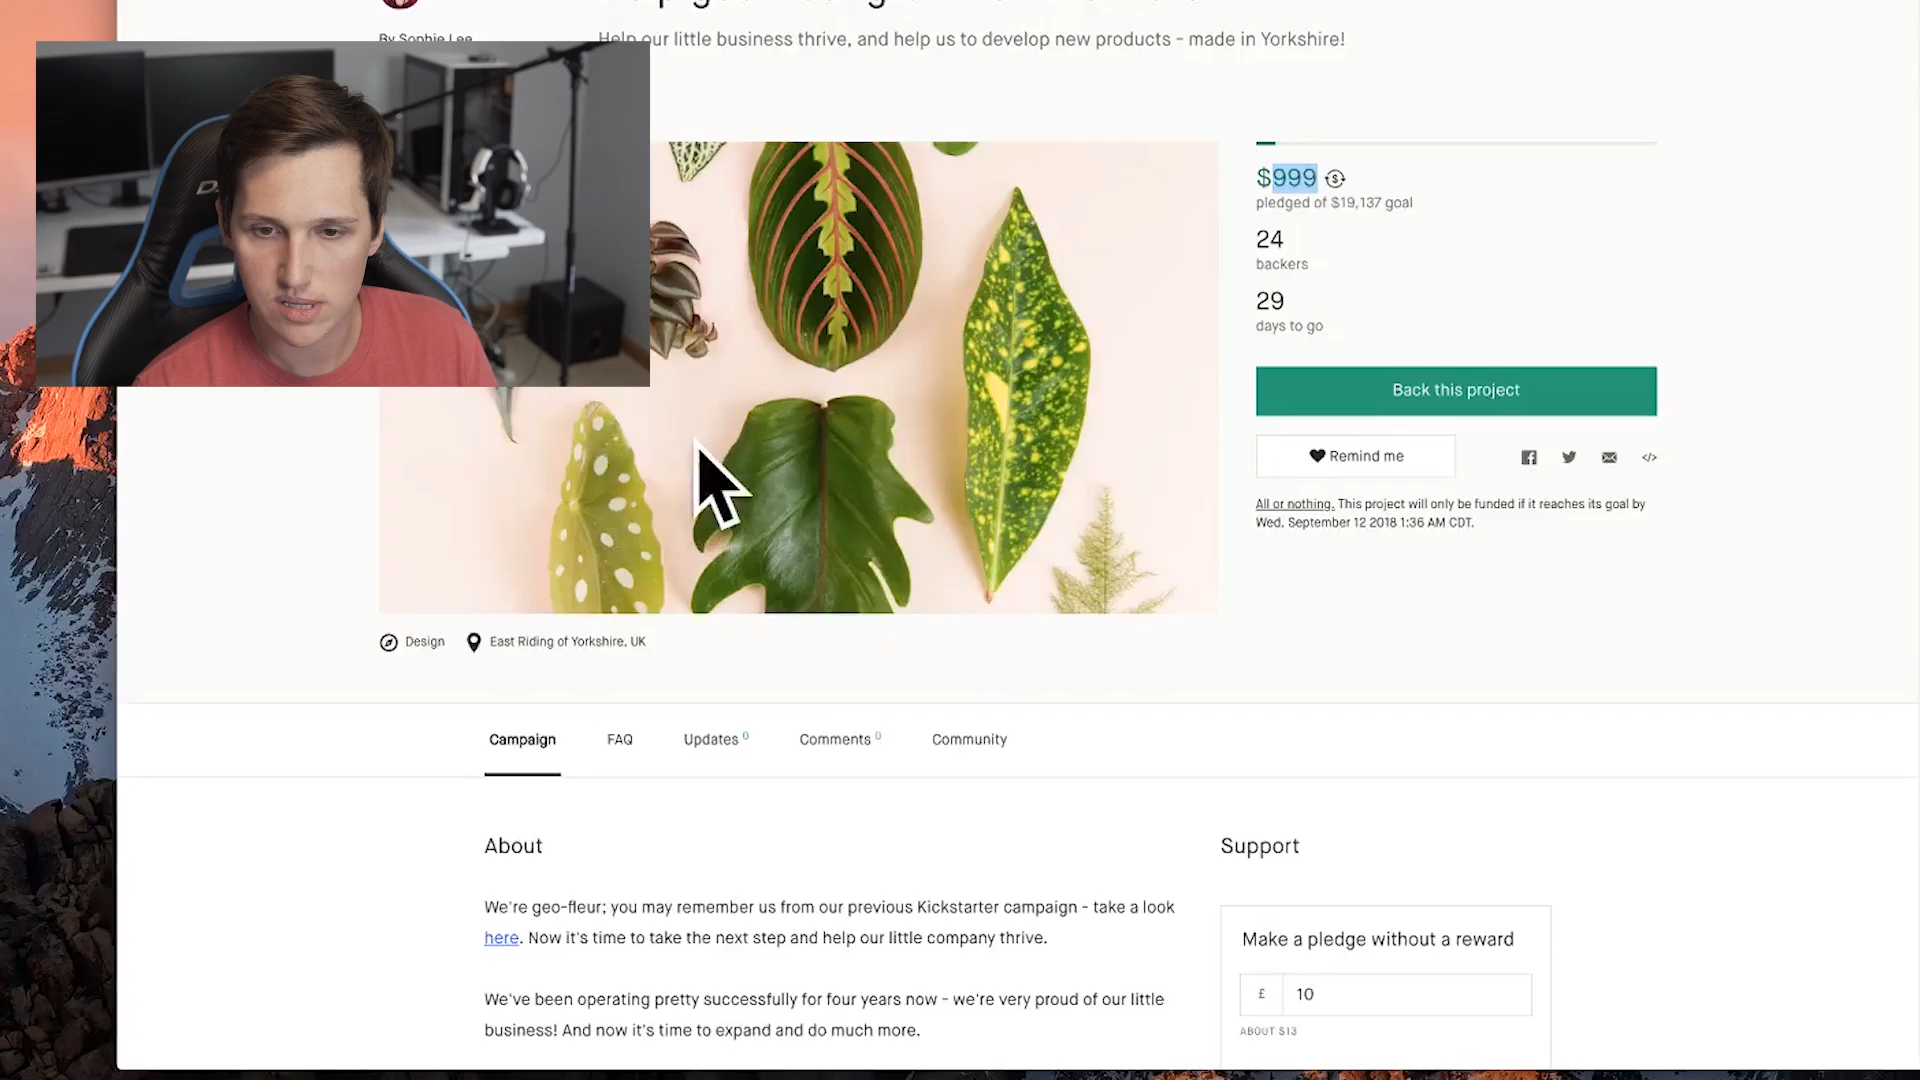 By Sophie Lee
Help our little business thrive, and help us to develop new products - made in Yorkshire!
$999
pledged of $19,137 goal
24
backers
29
days to go
Back this project
Remind me
All or nothing. This project will only be funded if it reaches its goal by
Wed, September 12 2018 1:36 AM CDT.
Design
East Riding of Yorkshire, UK
Campaign
FAQ
Updates 0
Comments 0
Community
About
Support
We're geo-fleur; you may remember us from our previous Kickstarter campaign - take a look
here. Now it's time to take the next step and help our little company thrive.
Make a pledge without a reward
£
10
ABOUT $13
We've been operating pretty successfully for four years now - we're very proud of our little
business! And now it's time to expand and do much more.